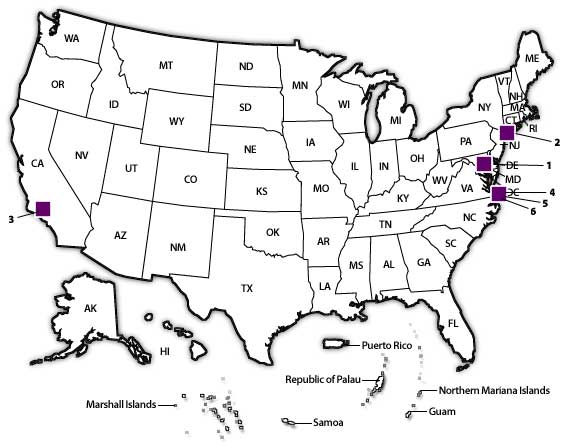 WA
ME
MT
ND
VT
MN
OR
NH
ID
SD
WI
NY
MA
WY
MI
CT
RI
2
NJ
PA
IA
NE
NV
OH
CA
UT
IL
IN
DE
1
CO
WV
MD
KS
MO
VA
DC
4
KY
5
3
6
NC
TN
OK
AZ
NM
AR
SC
MS
AL
GA
TX
LA
AK
FL
HI
Puerto Rico
Republic of Palau
Northern Mariana Islands
Marshall Islands
Guam
Samoa